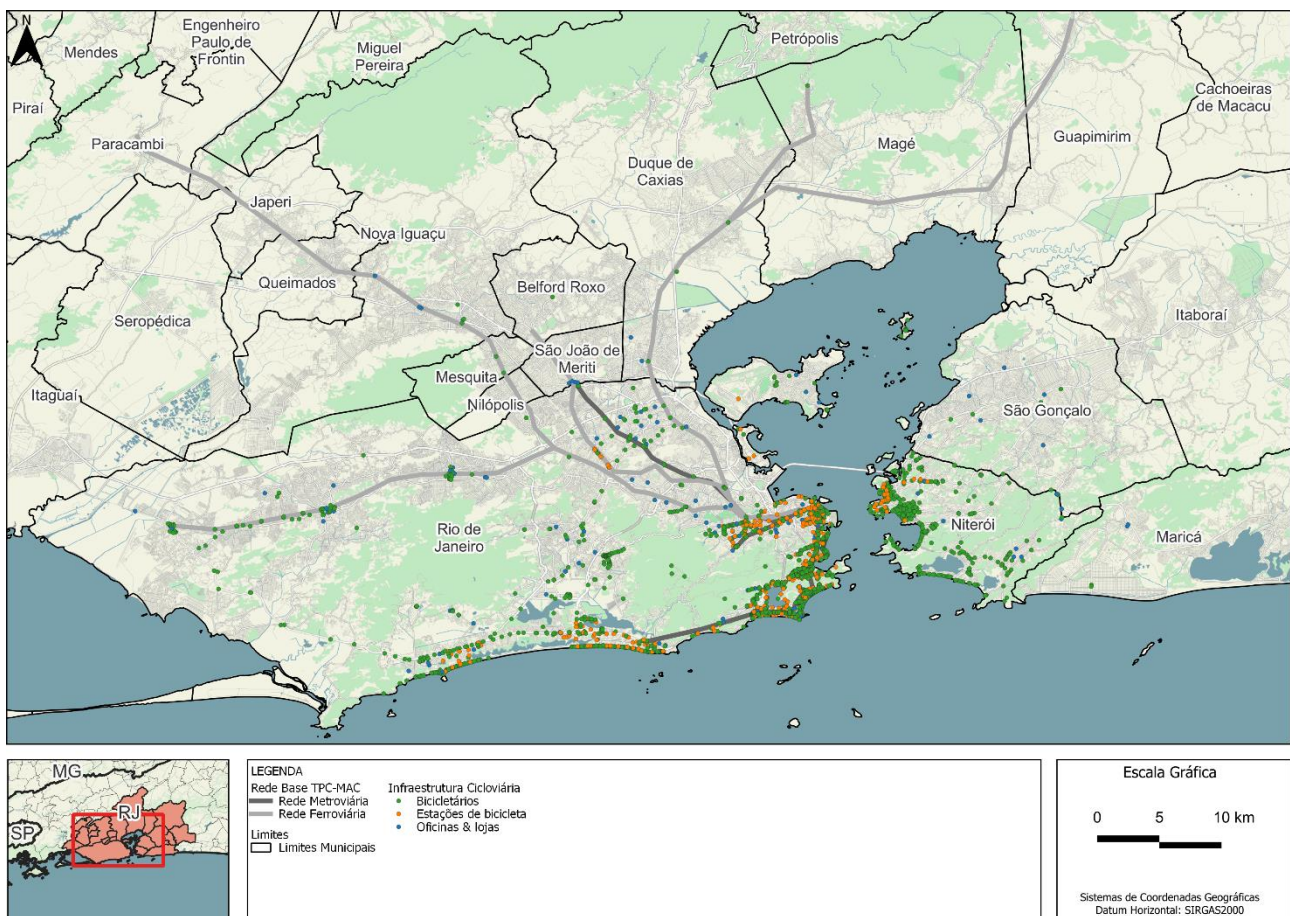 N
Mendes
Engenheiro
Paulo de
Frontin
Miguel
Pereira
Petrópolis
Piraí
Cachoeiras
de Macacu
Paracambi
Duque de
Caxias
Magé
Guapimirim
Japeri
Nova Iguaçu
Queimados
Belford Roxo
Seropédica
Itaboraí
São João de
Meriti
Itaguaí
Mesquita
Nilópolis
São Gonçalo
Rio de
Janeiro
Niterói
Maricá
MG
RJ
SP
LEGENDA
Rede Base TPC-MAC
Rede Metroviária
Rede Ferroviária
Limites
Limites Municipais
Infraestrutura Cicloviária
Bicicletários
Estações de bicicleta
Oficinas & lojas
Escala Gráfica
0 5 10 km
Sistemas de Coordenadas Geográficas
Datum Horizontal: SIRGAS2000